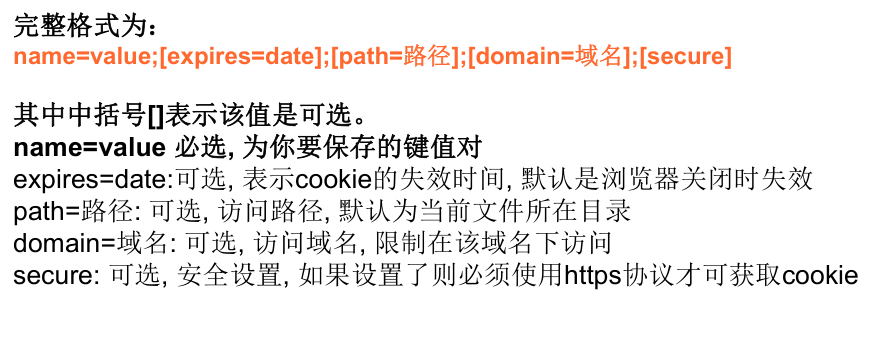 完整格式为：
name=value;[expires=date];[path=路径];[domain=域名];[secure]
其中中括号[]表示该值是可选。
name=value 必选, 为你要保存的键值对
expires=date:可选, 表示cookie的失效时间, 默认是浏览器关闭时失效
path=路径: 可选, 访问路径, 默认为当前文件所在目录
domain=域名: 可选, 访问域名, 限制在该域名下访问
secure: 可选, 安全设置, 如果设置了则必须使用https协议才可获取cookie